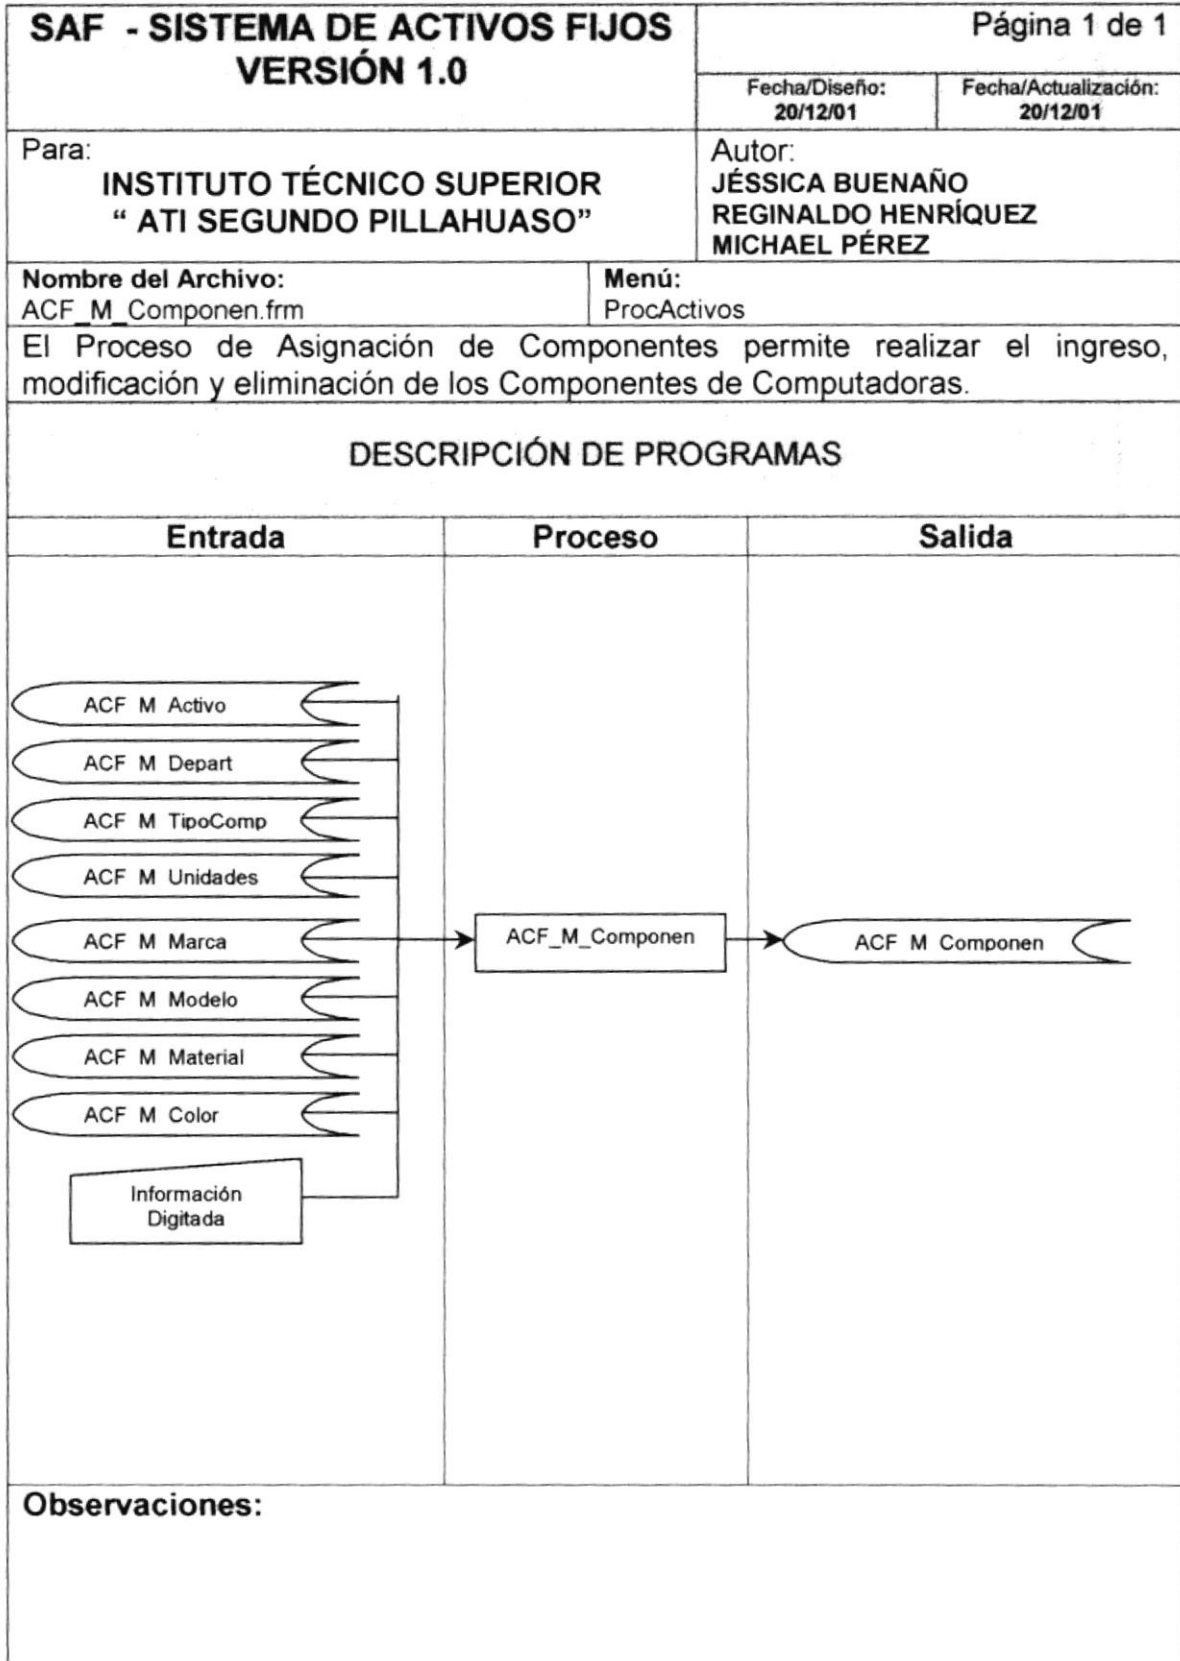 SAF - SISTEMA DE ACTIVOS FIJOS
VERSIÓN 1.0
Página 1 de 1
Fecha/Diseño:
20/12/01
Fecha/Actualización:
20/12/01
Para:
INSTITUTO TÉCNICO SUPERIOR
“ ATI SEGUNDO PILLAHUASO”
Autor:
JÉSSICA BUENAÑO
REGINALDO HENRÍQUEZ
MICHAEL PÉREZ
Nombre del Archivo:
ACF_M_Componen.frm
Menú:
ProcActivos
El Proceso de Asignación de Componentes permite realizar el ingreso,
modificación y eliminación de los Componentes de Computadoras.
DESCRIPCIÓN DE PROGRAMAS
Entrada
Proceso
Salida
ACF M Activo
ACF M Depart
ACF M TipoComp
ACF M Unidades
ACF M Marca
ACF M Modelo
ACF M Material
ACF M Color
Información
Digitada
ACF_M_Componen
ACF M Componen
Observaciones: